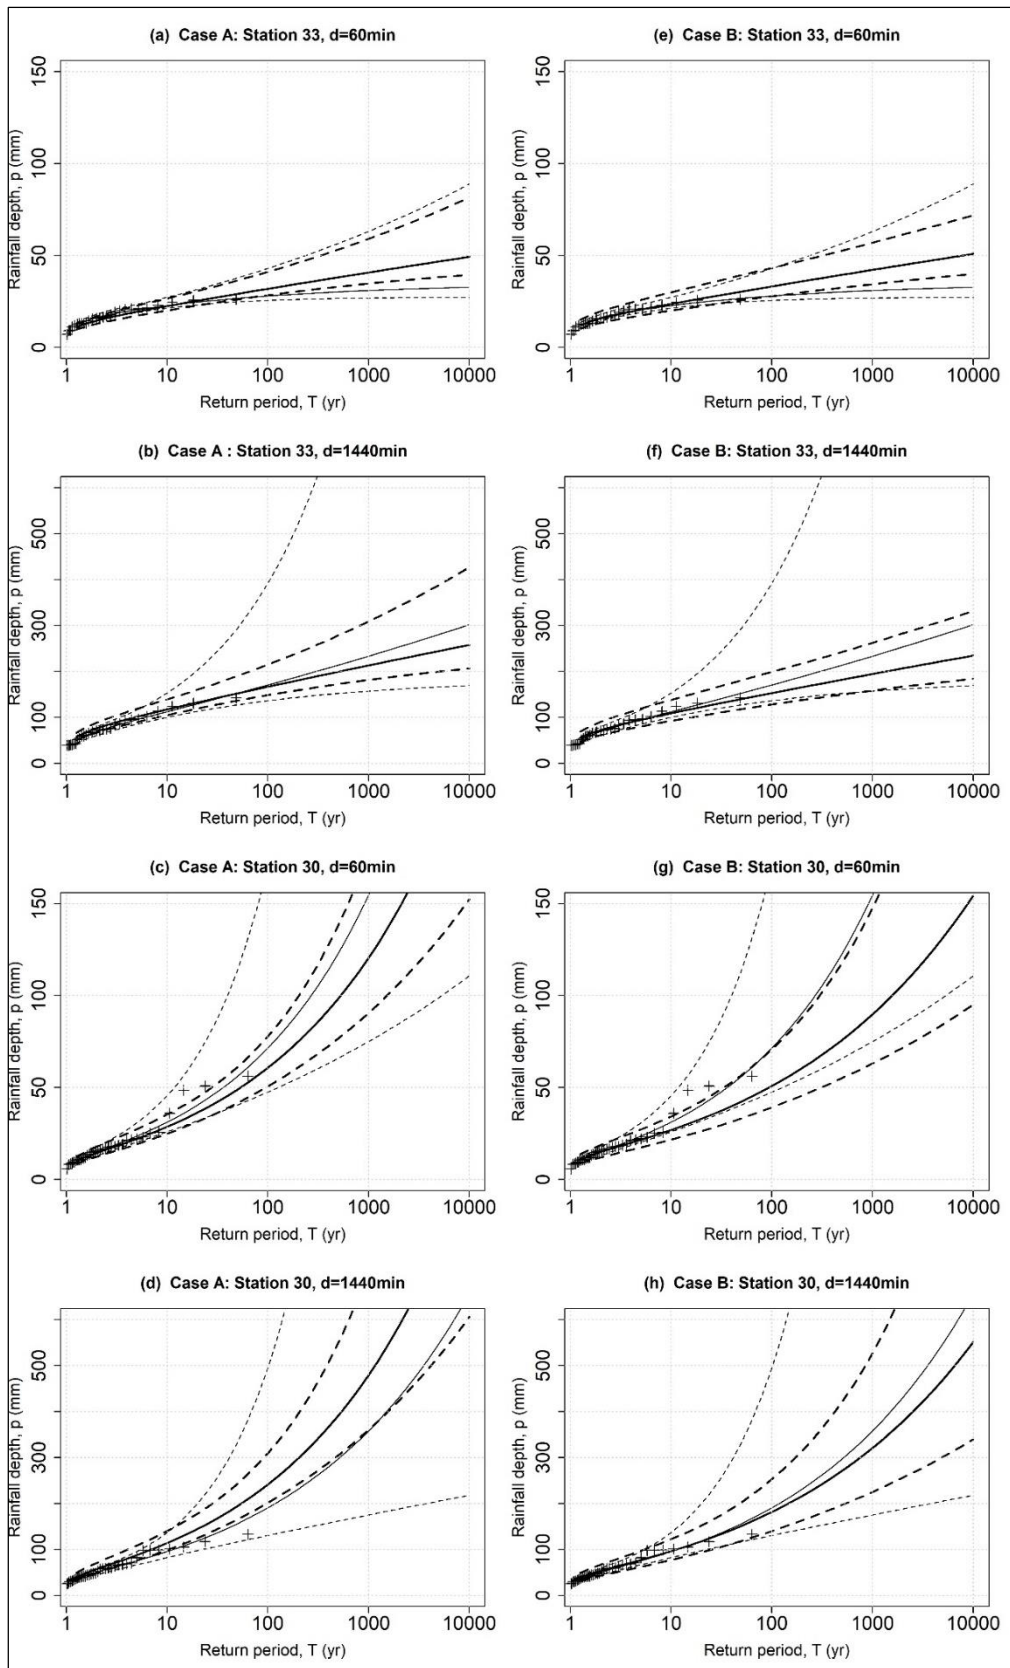 (a) Case A: Station 33, d=60min
Rainfall depth, p (mm)
150
100
50
0
1 10 100 1000 10000
Return period, T (yr)
(e) Case B: Station 33, d=60min
Rainfall depth, p (mm)
150
100
50
0
1 10 100 1000 10000
Return period, T (yr)
(b) Case A : Station 33, d=1440min
Rainfall depth, p (mm)
500
300
100
0
1 10 100 1000 10000
Return period, T (yr)
(f) Case B: Station 33, d=1440min
Rainfall depth, p (mm)
500
300
100
0
1 10 100 1000 10000
Return period, T (yr)
(c) Case A: Station 30, d=60min
Rainfall depth, p (mm)
150
100
50
0
1 10 100 1000 10000
Return period, T (yr)
(g) Case B: Station 30, d=60min
Rainfall depth, p (mm)
150
100
50
0
1 10 100 1000 10000
Return period, T (yr)
(d) Case A: Station 30, d=1440min
Rainfall depth, p (mm)
500
300
100
0
1 10 100 1000 10000
Return period, T (yr)
(h) Case B: Station 30, d=1440min
Rainfall depth, p (mm)
500
300
100
0
1 10 100 1000 10000
Return period, T (yr)